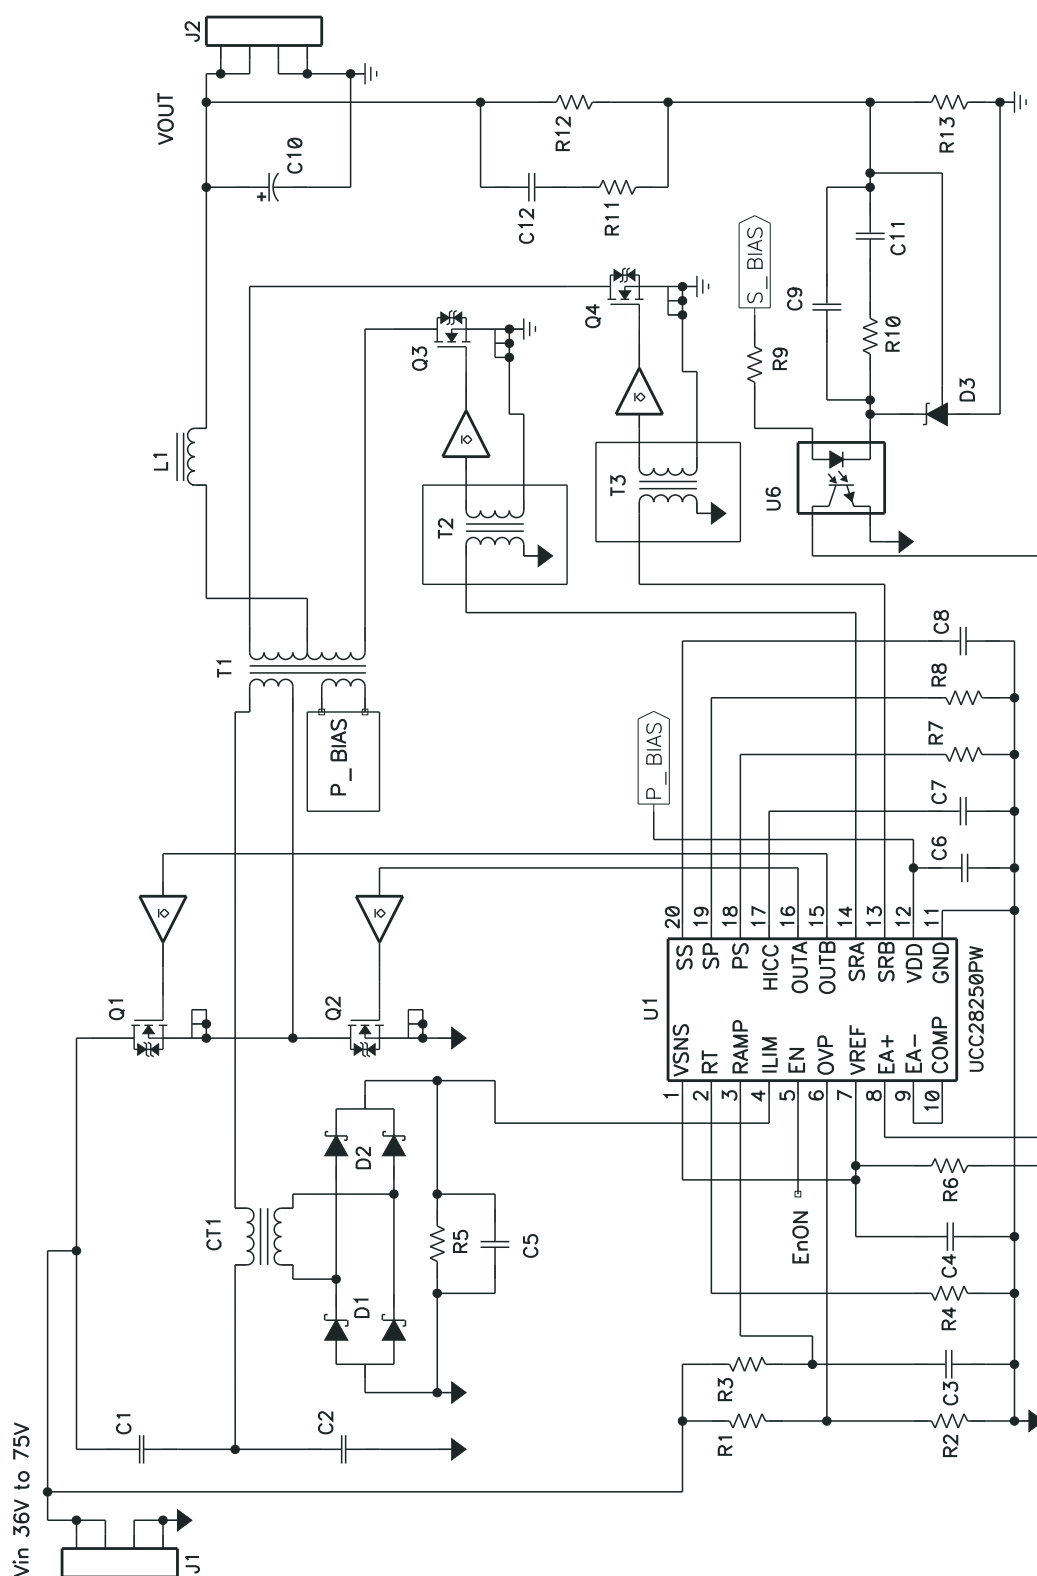 J2
VOUT
C10
R12
R13
C12
R11
S_BIAS
C11
Q4
C9
Q3
R9
R10
D3
L1
T3
T2
U6
T1
C8
R8
P_BIAS
R7
P_BIAS
C7
C6
20
19
18
17
16
15
14
13
12
11
SS
SP
PS
HICC
OUTA
OUTB
SRA
SRB
VDD
GND
Q1
Q2
U1
UCC28250PW
VSNS
RT
RAMP
ILIM
EN
OVP
VREF
EA+
EA-
COMP
1
2
3
4
5
6
7
8
9
10
D2
R6
CT1
R5
C5
EnON
C4
D1
R4
R3
C3
C1
C2
R1
R2
Vin 36V to 75V
J1